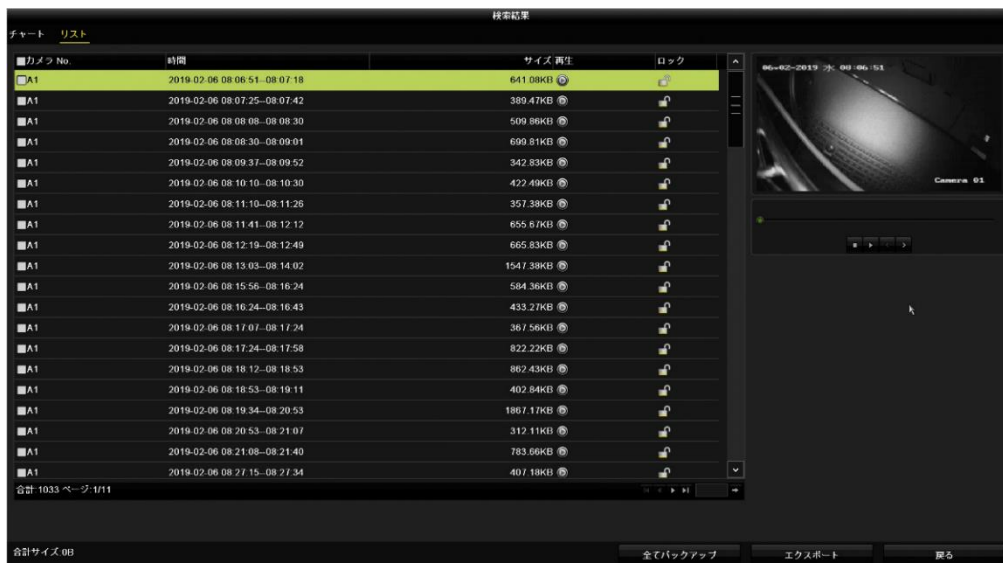 検索結果
チャート リスト
カメラ No. 時間 サイズ 再生 ロック
A1 2019-02-06 08:06:51--08:07:18 641.08KB
A1 2019-02-06 08:07:25--08:07:42 389.47KB
A1 2019-02-06 08:08:08--08:08:30 509.86KB
A1 2019-02-06 08:08:30--08:09:01 699.81KB
A1 2019-02-06 08:09:37--08:09:52 342.83KB
A1 2019-02-06 08:10:10--08:10:30 422.49KB
A1 2019-02-06 08:11:10--08:11:26 357.38KB
A1 2019-02-06 08:11:41--08:12:12 655.67KB
A1 2019-02-06 08:12:19--08:12:49 665.83KB
A1 2019-02-06 08:13:03--08:14:02 1547.38KB
A1 2019-02-06 08:15:56--08:16:24 584.36KB
A1 2019-02-06 08:16:24--08:16:43 433.27KB
A1 2019-02-06 08:17:07--08:17:24 367.56KB
A1 2019-02-06 08:17:24--08:17:58 822.22KB
A1 2019-02-06 08:18:12--08:18:53 862.43KB
A1 2019-02-06 08:18:53--08:19:11 402.84KB
A1 2019-02-06 08:19:34--08:20:53 1867.17KB
A1 2019-02-06 08:20:53--08:21:07 312.11KB
A1 2019-02-06 08:21:08--08:21:40 783.66KB
A1 2019-02-06 08:27:15--08:27:34 407.18KB
合計:1033 ページ:1/11
06-02-2019 水 08:06:51
Camera 01
合計サイズ:0B
全てバックアップ エクスポート 戻る